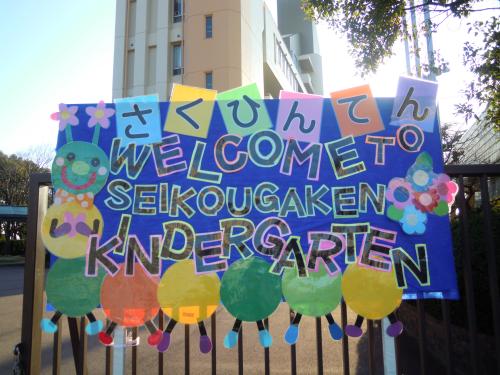 さくひんてん
WELCOME TO
SEIKOUGAKEN
KINDERGARTEN